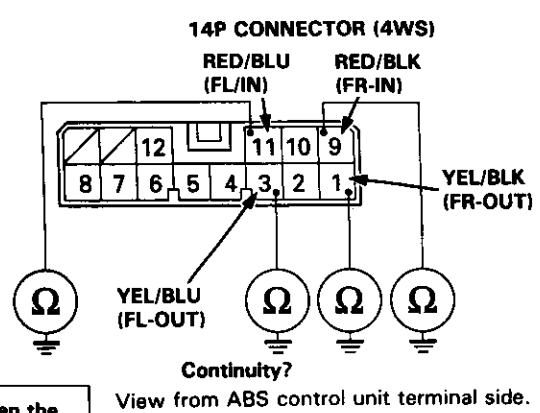 14P CONNECTOR (4WS)
RED/BLU
(FL/IN)
RED/BLK
(FR-IN)
12 11 10 9
8 7 6 5 4 3 2 1
YEL/BLK
(FR-OUT)
YEL/BLU
(FL-OUT)
Ω Ω Ω Ω
Continuity?
View from ABS control unit terminal side.
en the